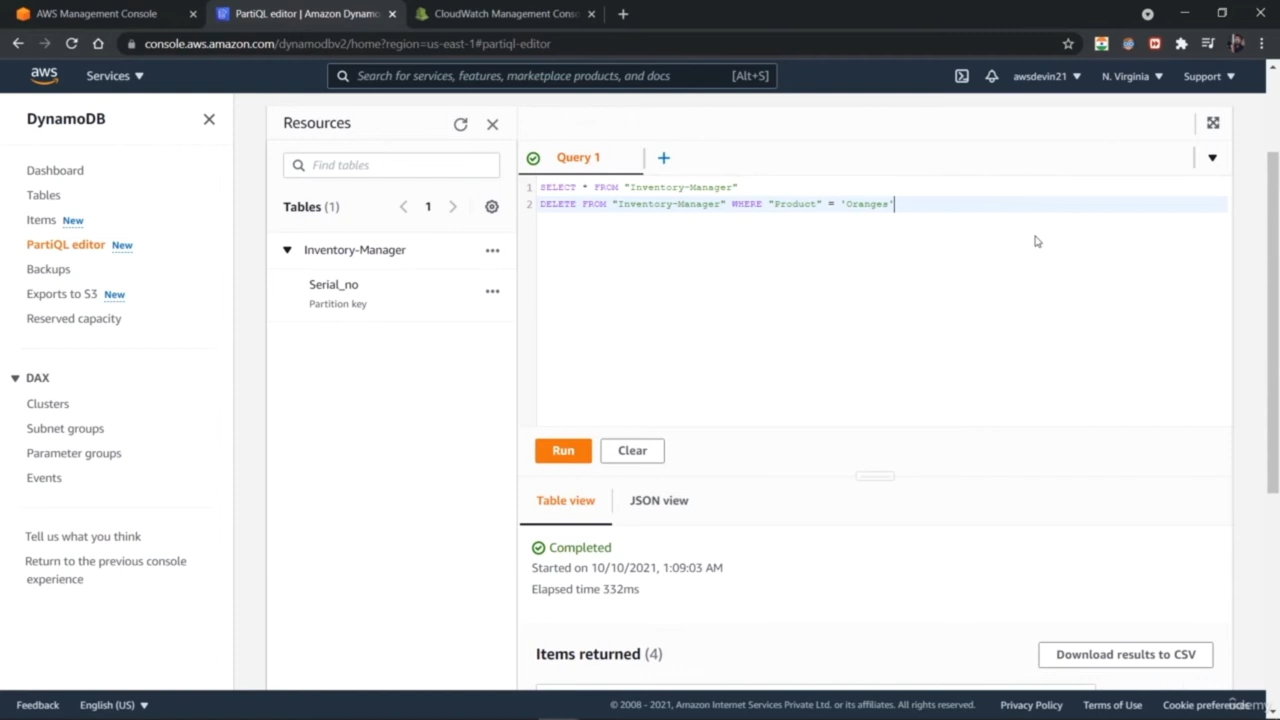 AWS Management Console
PartiQL editor | Amazon Dynamo
CloudWatch Management Conso
console.aws.amazon.com/dynamodbv2/home?region=us-east-1#partiql-editor
aws
Services
Search for services, features, marketplace products, and docs
[Alt+S]
awsdevin21
N. Virginia
Support
DynamoDB
Dashboard
Tables
Items New
PartiQL editor New
Backups
Exports to S3 New
Reserved capacity
DAX
Clusters
Subnet groups
Parameter groups
Events
Tell us what you think
Return to the previous console
experience
Resources
Find tables
Tables (1)
1
Inventory-Manager
Serial_no
Partition key
Query 1
1 SELECT * FROM "Inventory-Manager"
2 DELETE FROM "Inventory-Manager" WHERE "Product" = 'Oranges'
Run
Clear
Table view
JSON view
Completed
Started on 10/10/2021, 1:09:03 AM
Elapsed time 332ms
Items returned (4)
Download results to CSV
Feedback
English (US)
© 2008 - 2021, Amazon Internet Services Private Ltd. or its affiliates. All rights reserved.
Privacy Policy
Terms of Use
Cookie preferences